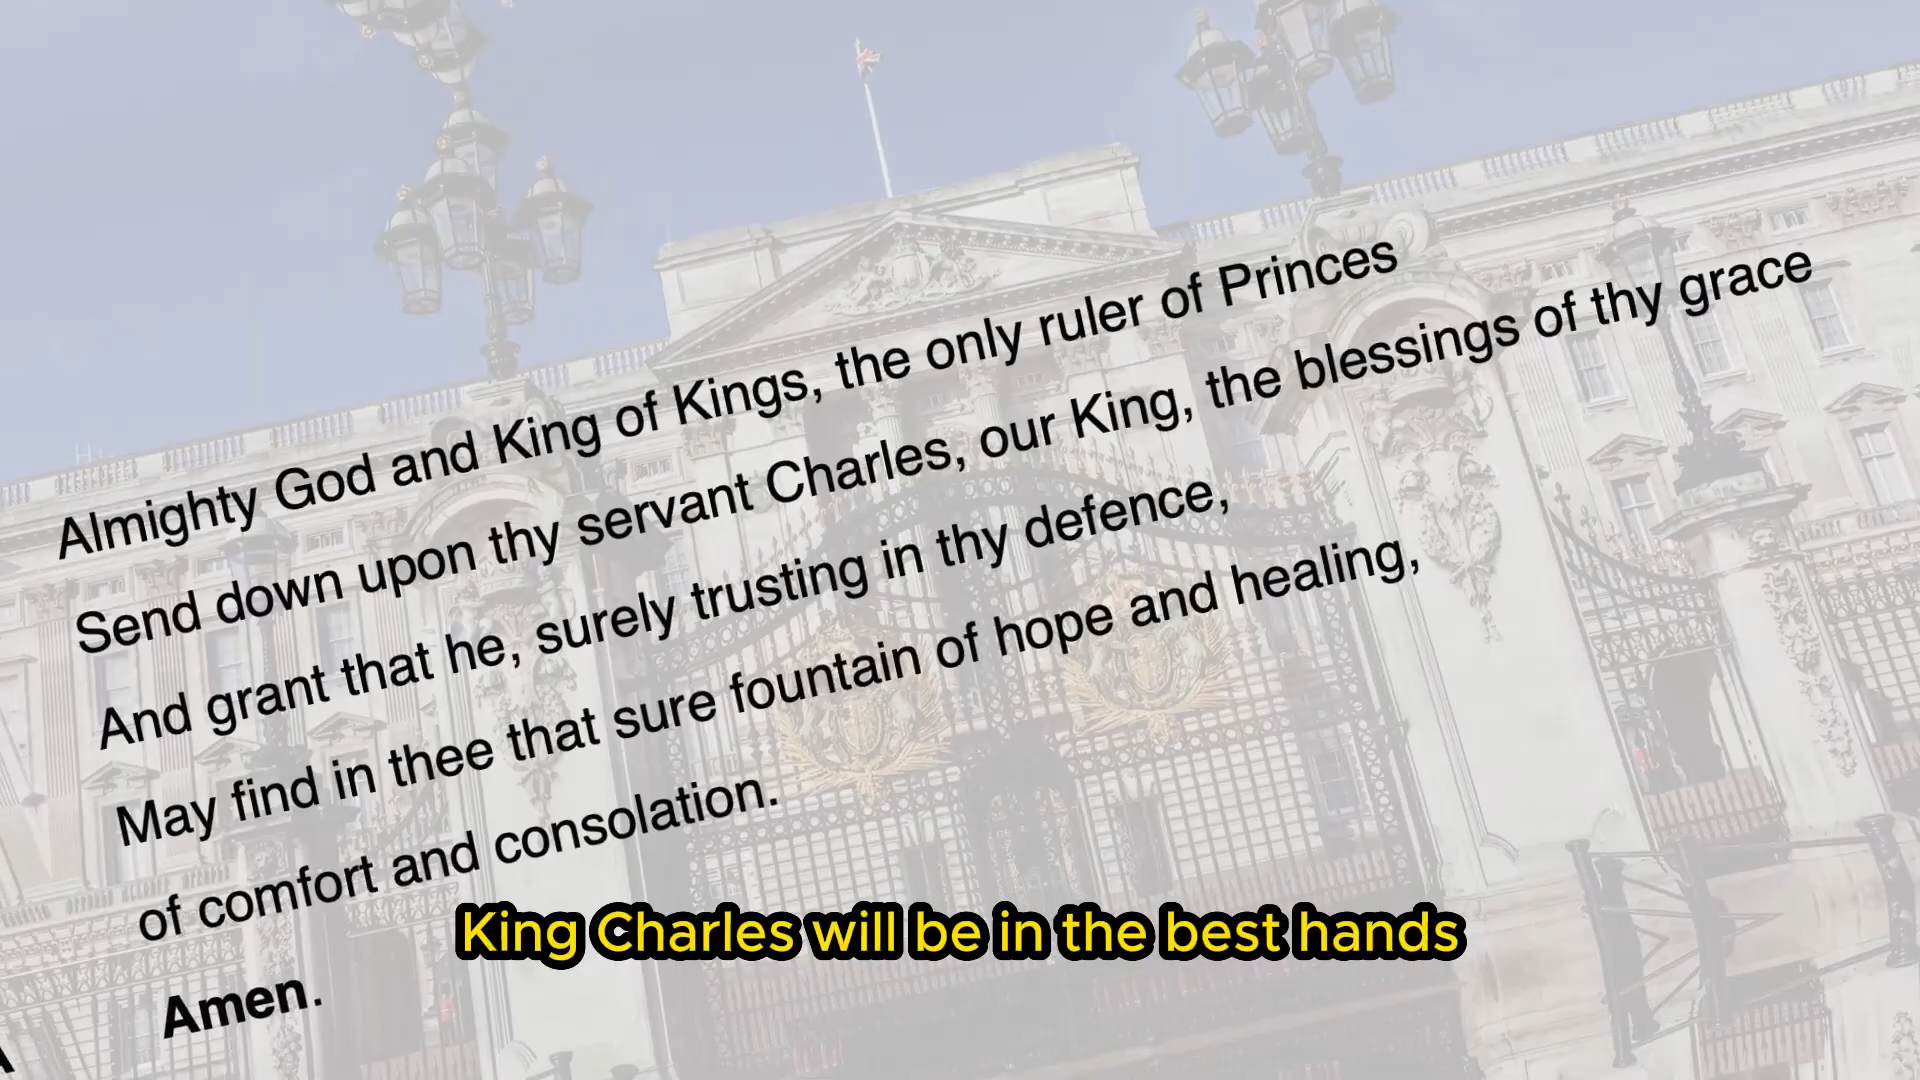 Almighty God and King of Kings, the only ruler of Princes
Send down upon thy servant Charles, our King, the blessings of thy grace
And grant that he, surely trusting in thy defence,
May find in thee that sure fountain of hope and healing,
of comfort and consolation.
Amen.
King Charles will be in the best hands